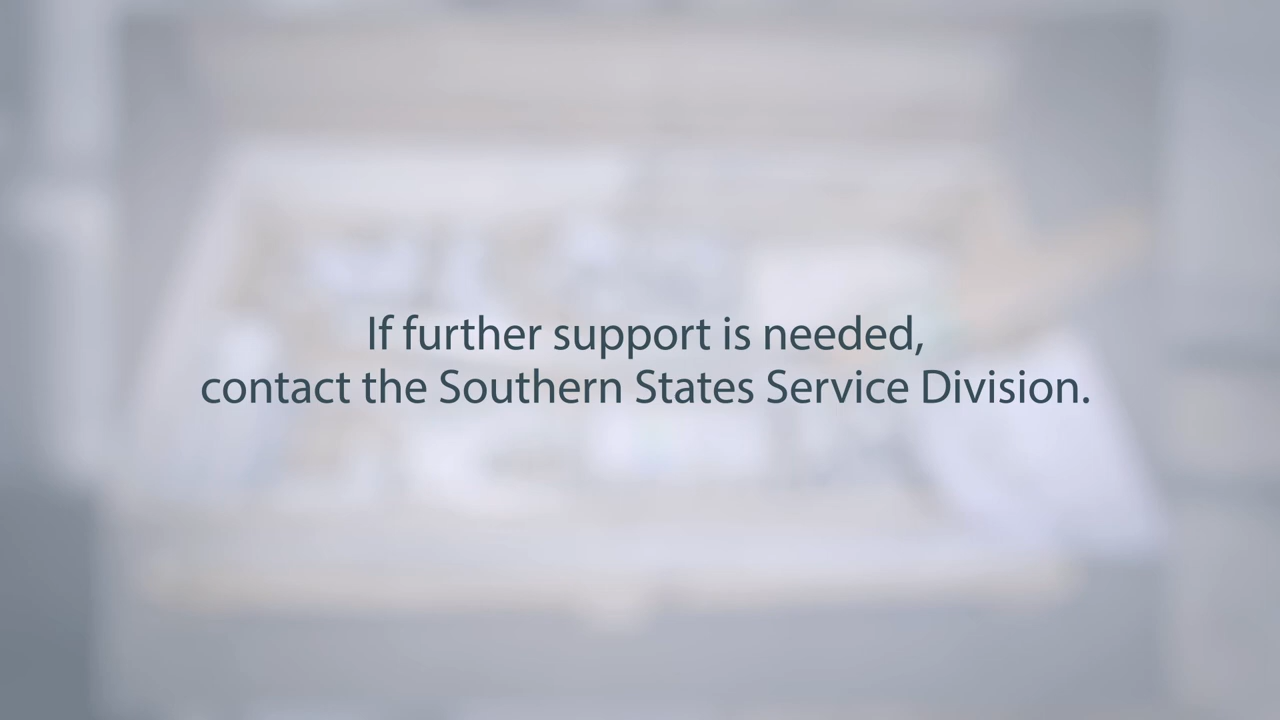 If further support is needed,
contact the Southern States Service Division.